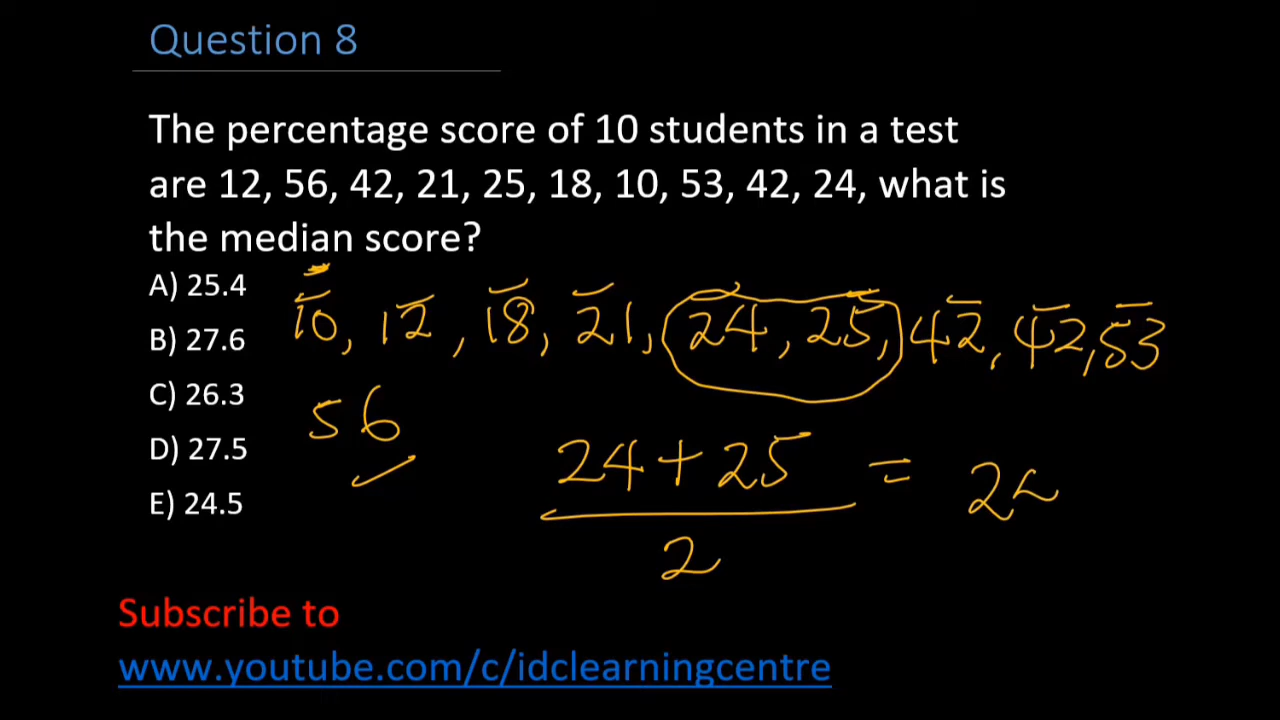 Question 8
The percentage score of 10 students in a test
are 12, 56, 42, 21, 25, 18, 10, 53, 42, 24, what is
the median score?
A) 25.4
B) 27.6
C) 26.3
D) 27.5
E) 24.5
10, 12, 18, 21, 24, 25, 42, 42, 53
56
24 + 25 = 24
2
Subscribe to
www.youtube.com/c/idclearningcentre